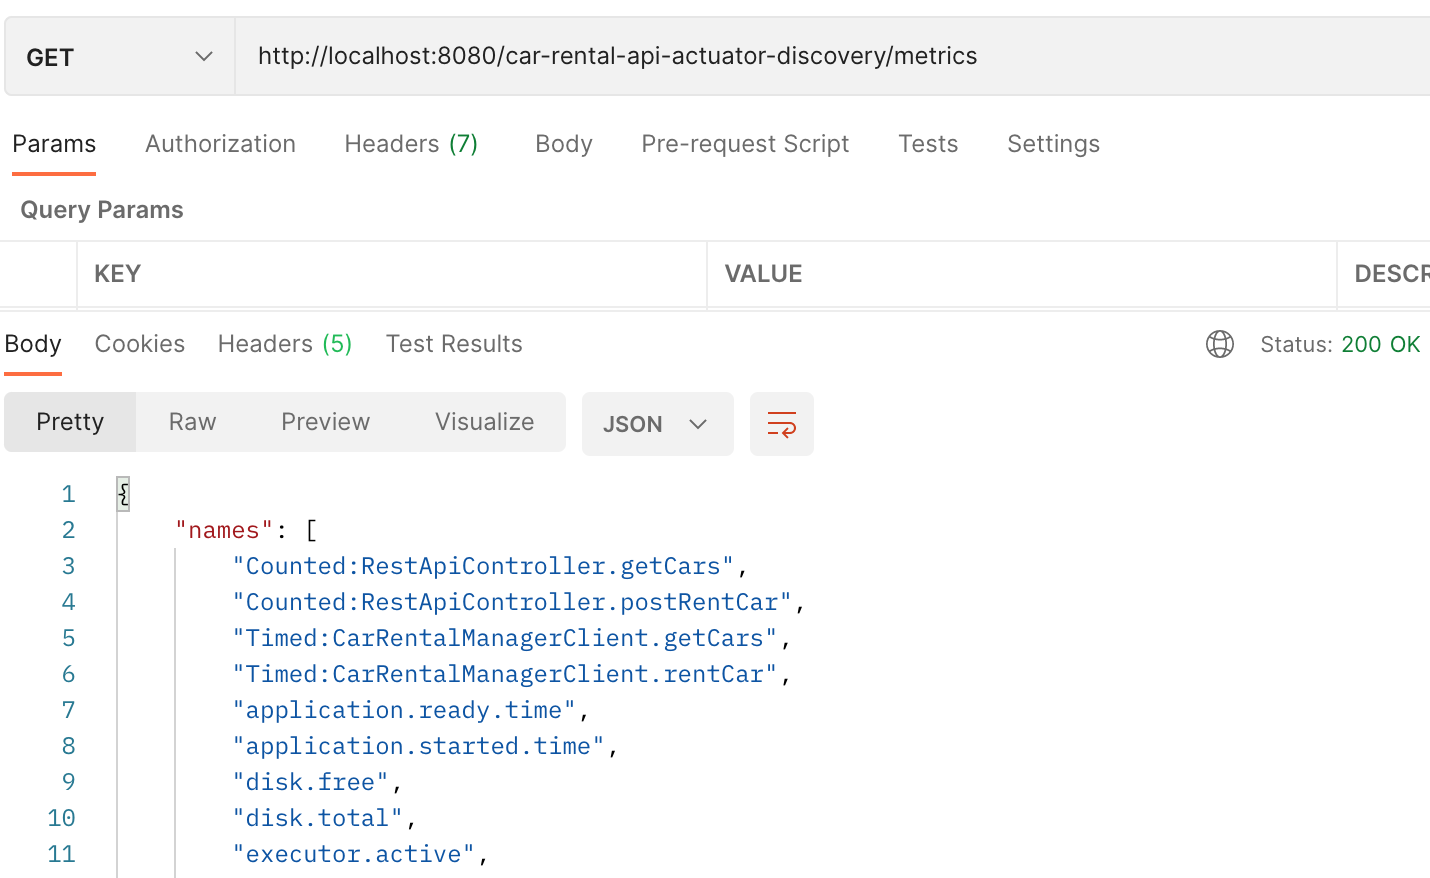 GET http://localhost:8080/car-rental-api-actuator-discovery/metrics
Params Authorization Headers (7) Body Pre-request Script Tests Settings
Query Params
KEY VALUE DESCR
Body Cookies Headers (5) Test Results Status: 200 OK
Pretty Raw Preview Visualize JSON
1 {
2 "names": [
3 "Counted:RestApiController.getCars",
4 "Counted:RestApiController.postRentCar",
5 "Timed:CarRentalManagerClient.getCars",
6 "Timed:CarRentalManagerClient.rentCar",
7 "application.ready.time",
8 "application.started.time",
9 "disk.free",
10 "disk.total",
11 "executor.active",